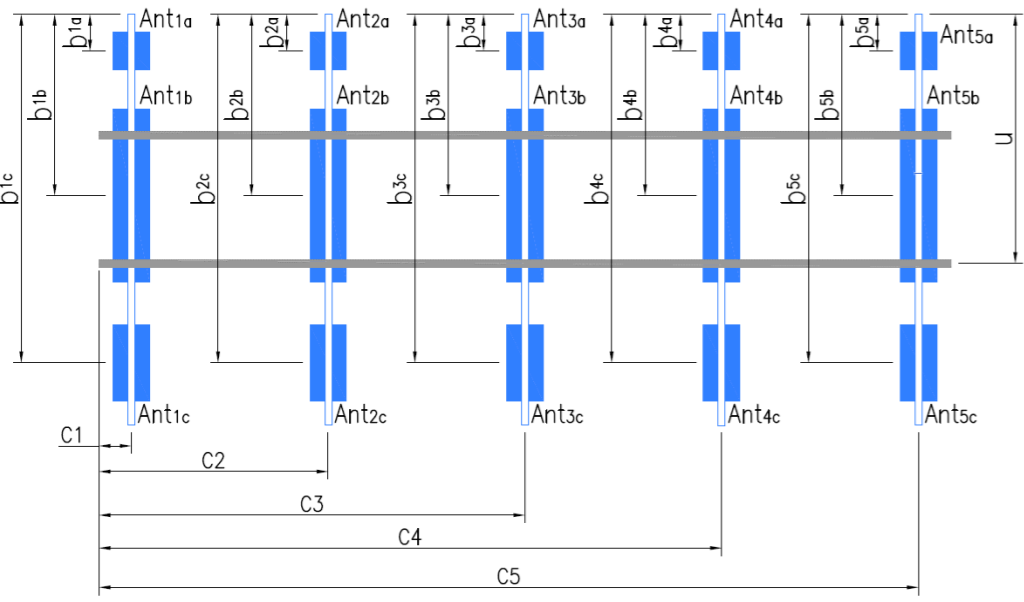 Ant1a
Ant2a
Ant3a
Ant4a
Ant5a
b1a
b2a
b3a
b4a
b5a
Ant1b
Ant2b
Ant3b
Ant4b
Ant5b
b1b
b2b
b3b
b4b
b5b
u
b1c
b2c
b3c
b4c
b5c
Ant1c
Ant2c
Ant3c
Ant4c
Ant5c
C1
C2
C3
C4
C5